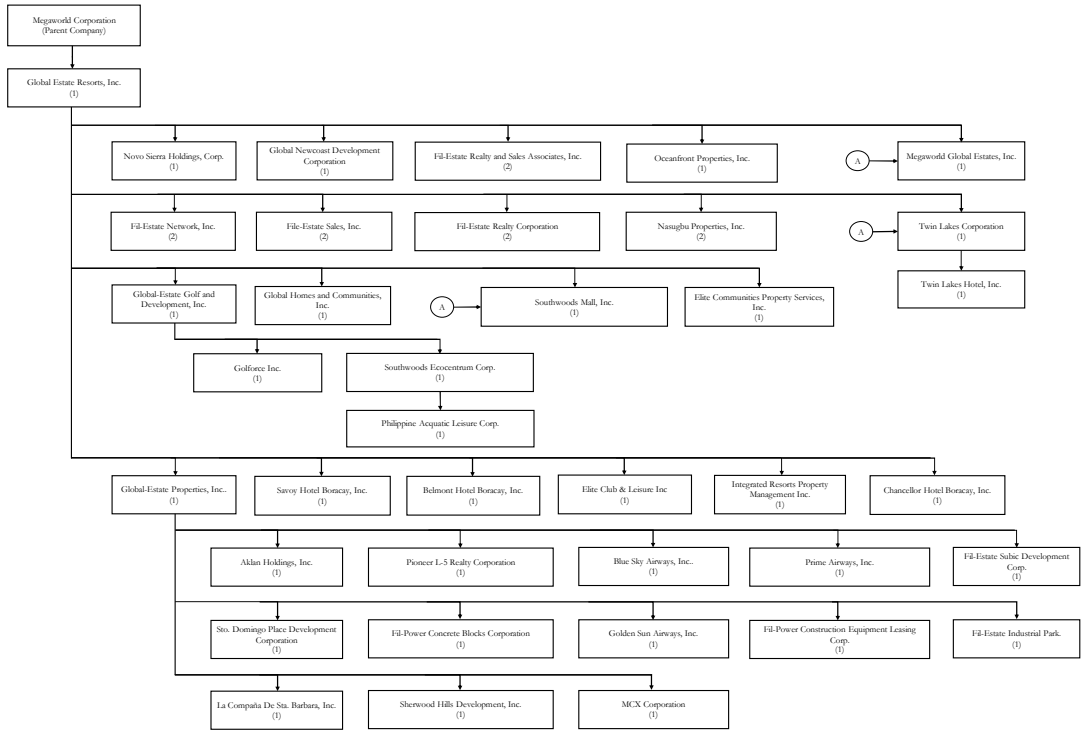 Megaworld Corporation
(Parent Company)
Global Estate Resorts, Inc.
(1)
Novo Sierra Holdings, Corp.
(1)
Global Newcoast Development
Corporation
(1)
Fil-Estate Realty and Sales Associates, Inc.
(2)
Oceanfront Properties, Inc.
(1)
A
Megaworld Global Estates, Inc.
(1)
Fil-Estate Network, Inc.
(2)
File-Estate Sales, Inc.
(2)
Fil-Estate Realty Corporation
(2)
Nasugbu Properties, Inc.
(2)
A
Twin Lakes Corporation
(1)
Twin Lakes Hotel, Inc.
(1)
Global-Estate Golf and
Development, Inc.
(1)
Global Homes and Communities,
Inc.
(1)
A
Southwoods Mall, Inc.
(1)
Elite Communities Property Services,
Inc.
(1)
Golforce Inc.
(1)
Southwoods Ecocentrum Corp.
(1)
Philippine Acquatic Leisure Corp.
(1)
Global-Estate Properties, Inc..
(1)
Savoy Hotel Boracay, Inc.
(1)
Belmont Hotel Boracay, Inc.
(1)
Elite Club & Leisure Inc
(1)
Integrated Resorts Property
Management Inc.
(1)
Chancellor Hotel Boracay, Inc.
(1)
Aklan Holdings, Inc.
(1)
Pioneer L-5 Realty Corporation
(1)
Blue Sky Airways, Inc..
(1)
Prime Airways, Inc.
(1)
Fil-Estate Subic Development
Corp.
(1)
Sto. Domingo Place Development
Corporation
(1)
Fil-Power Concrete Blocks Corporation
(1)
Golden Sun Airways, Inc.
(1)
Fil-Power Construction Equipment Leasing
Corp.
(1)
Fil-Estate Industrial Park.
(1)
La Compaña De Sta. Barbara, Inc.
(1)
Sherwood Hills Development, Inc.
(1)
MCX Corporation
(1)